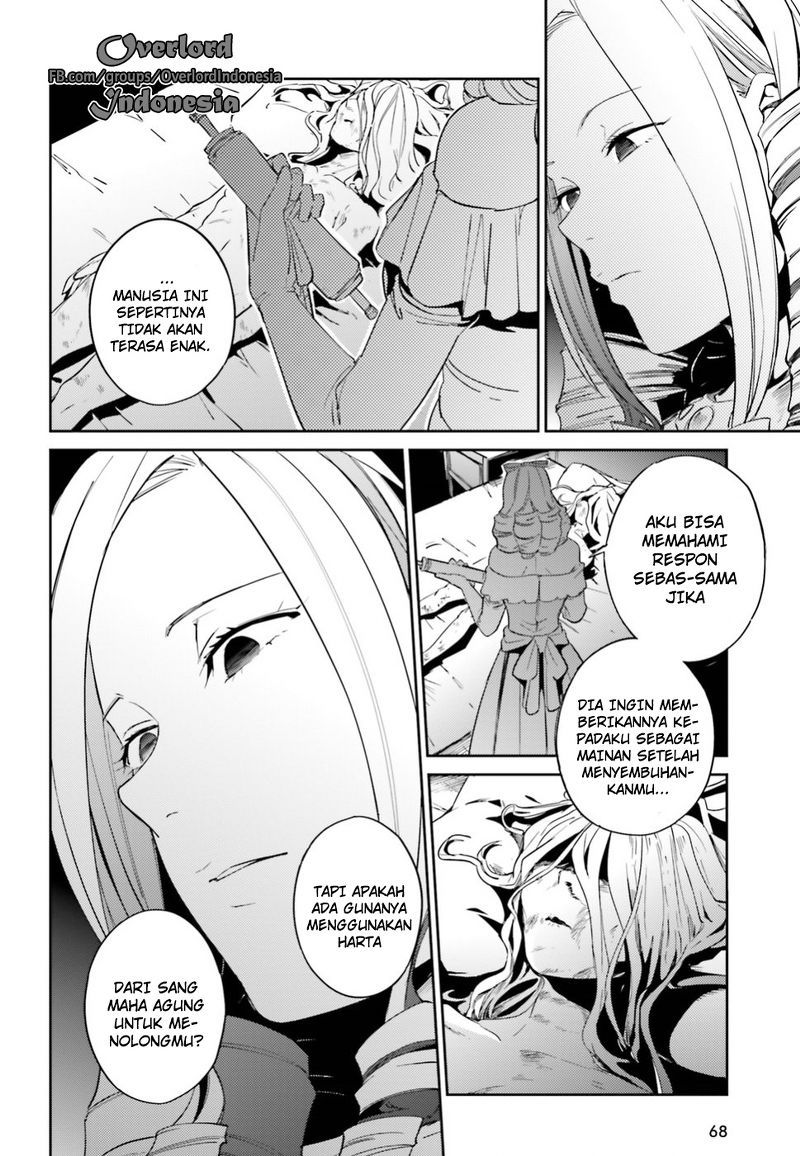 Overlord
FB.com/groups/OverlordIndonesia
Indonesia
...
MANUSIA INI
SEPERTINYA
TIDAK AKAN
TERASA ENAK.
AKU BISA
MEMAHAMI
RESPON
SEBAS-SAMA
JIKA
DIA INGIN MEM-
BERIKANNYA KE-
PADAKU SEBAGAI
MAINAN SETELAH
MENYEMBUH-
KANMU...
TAPI APAKAH
ADA GUNANYA
MENGGUNAKAN
HARTA
DARI SANG
MAHA AGUNG
UNTUK ME-
NOLONGMU?
68